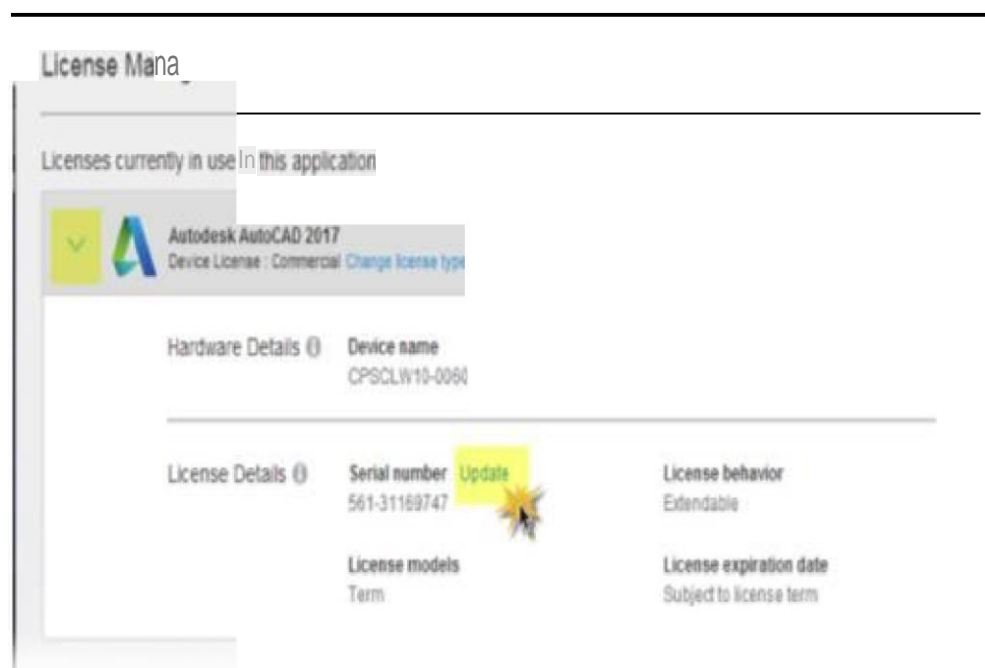 License Mana
Licenses currently in use In this application
Autodesk AutoCAD 2017
Device License : Commercial Change license type
Hardware Details
Device name
CPSCLW10-0060
License Details
Serial number Update
561-31169747
License behavior
Extendable
License models
Term
License expiration date
Subject to license term